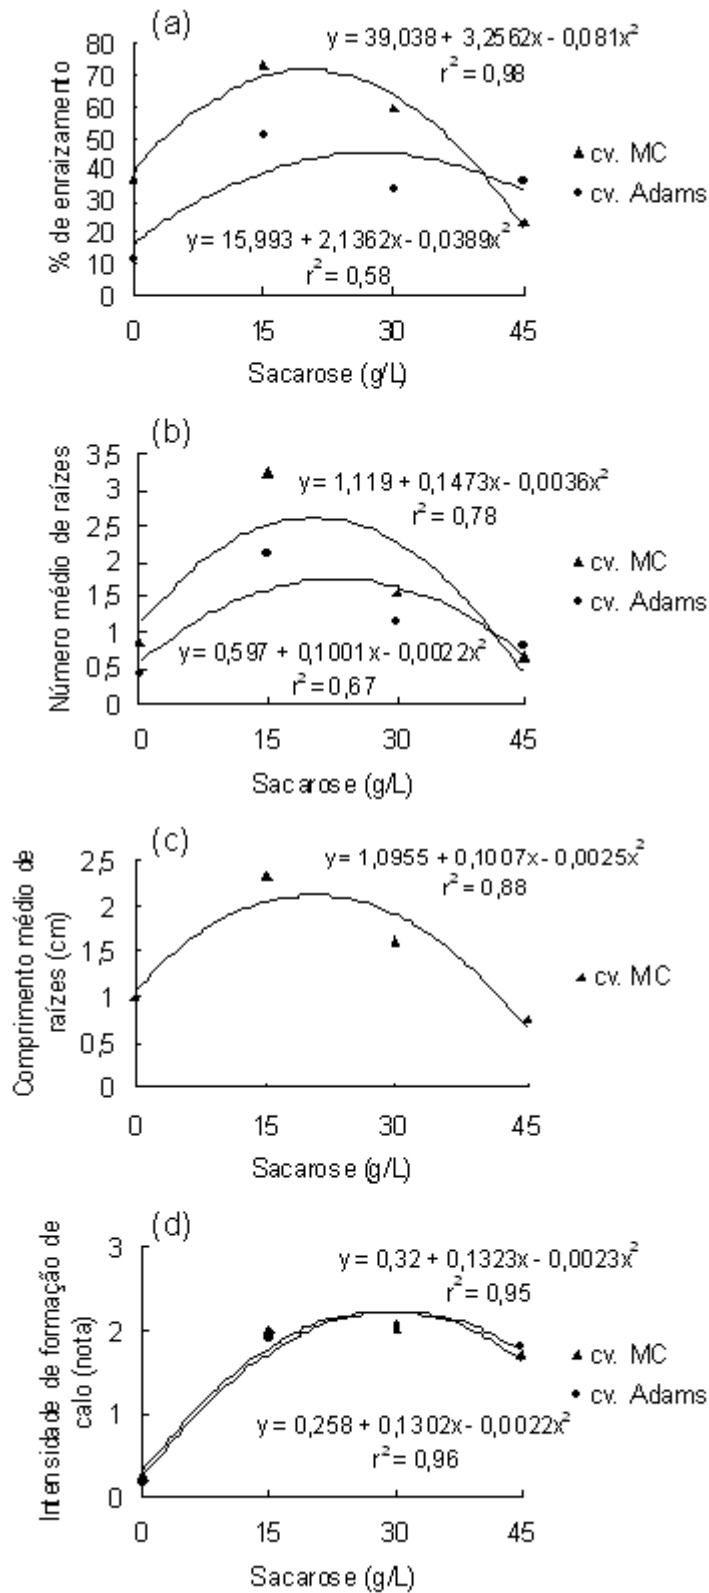 (a)
y = 39,038 + 3,2562x - 0,081x²
r² = 0,98
% de enraizamento
80
70
60
50
40
30
20
10
0
▲ cv. MC
● cv. Adams
y = 15,993 + 2,1362x - 0,0389x²
r² = 0,58
0 15 30 45
Sacarose (g/L)
(b)
Número médio de raízes
3,5
3
2,5
2
1,5
1
0,5
0
y = 1,119 + 0,1473x - 0,0036x²
r² = 0,78
▲ cv. MC
● cv. Adams
y = 0,597 + 0,1001x - 0,0022x²
r² = 0,67
0 15 30 45
Sacarose (g/L)
(c)
Comprimento médio de
raízes (cm)
2,5
2
1,5
1
0,5
0
y = 1,0955 + 0,1007x - 0,0025x²
r² = 0,88
▲ cv. MC
0 15 30 45
Sacarose (g/L)
(d)
Intensidade de formação de
calo (nota)
3
2
1
0
y = 0,32 + 0,1323x - 0,0023x²
r² = 0,95
▲ cv. MC
● cv. Adams
y = 0,258 + 0,1302x - 0,0022x²
r² = 0,96
0 15 30 45
Sacarose (g/L)